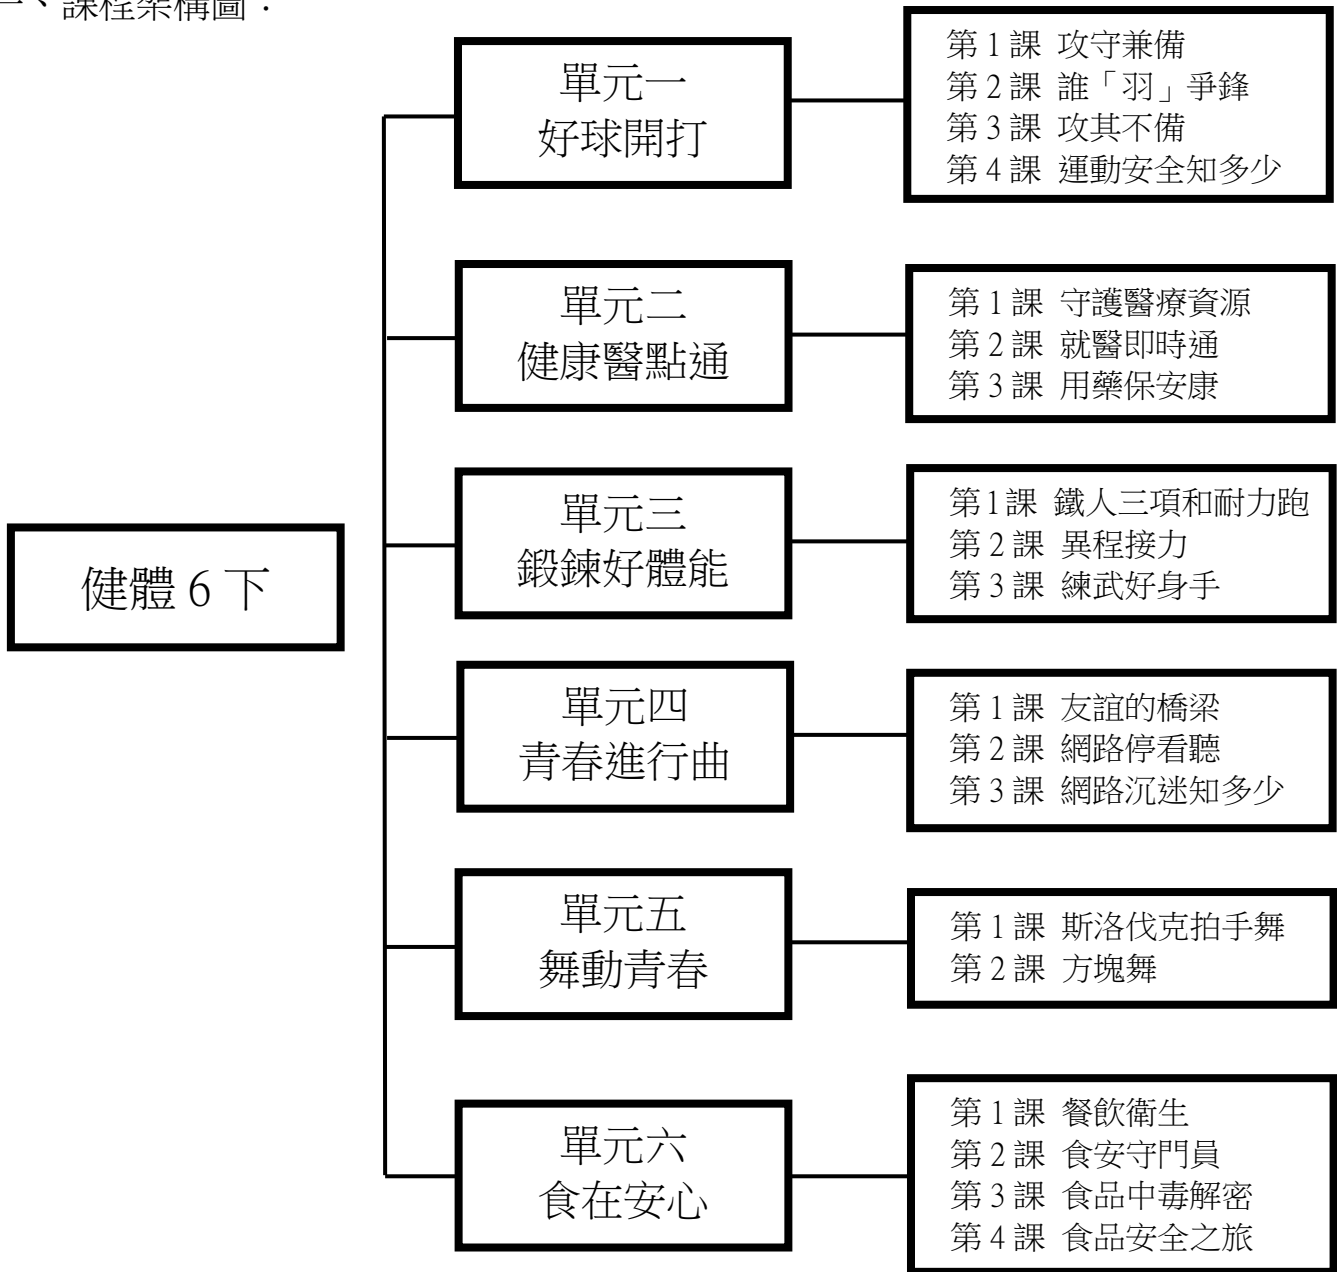 、課程架構圖：
單元一
好球開打
第1課 攻守兼備
第2課 誰「羽」爭鋒
第3課 攻其不備
第4課 運動安全知多少
單元二
健康醫點通
第1課 守護醫療資源
第2課 就醫即時通
第3課 用藥保安康
健體6下
單元三
鍛鍊好體能
第1課 鐵人三項和耐力跑
第2課 異程接力
第3課 練武好身手
單元四
青春進行曲
第1課 友誼的橋梁
第2課 網路停看聽
第3課 網路沉迷知多少
單元五
舞動青春
第1課 斯洛伐克拍手舞
第2課 方塊舞
單元六
食在安心
第1課 餐飲衛生
第2課 食安守門員
第3課 食品中毒解密
第4課 食品安全之旅